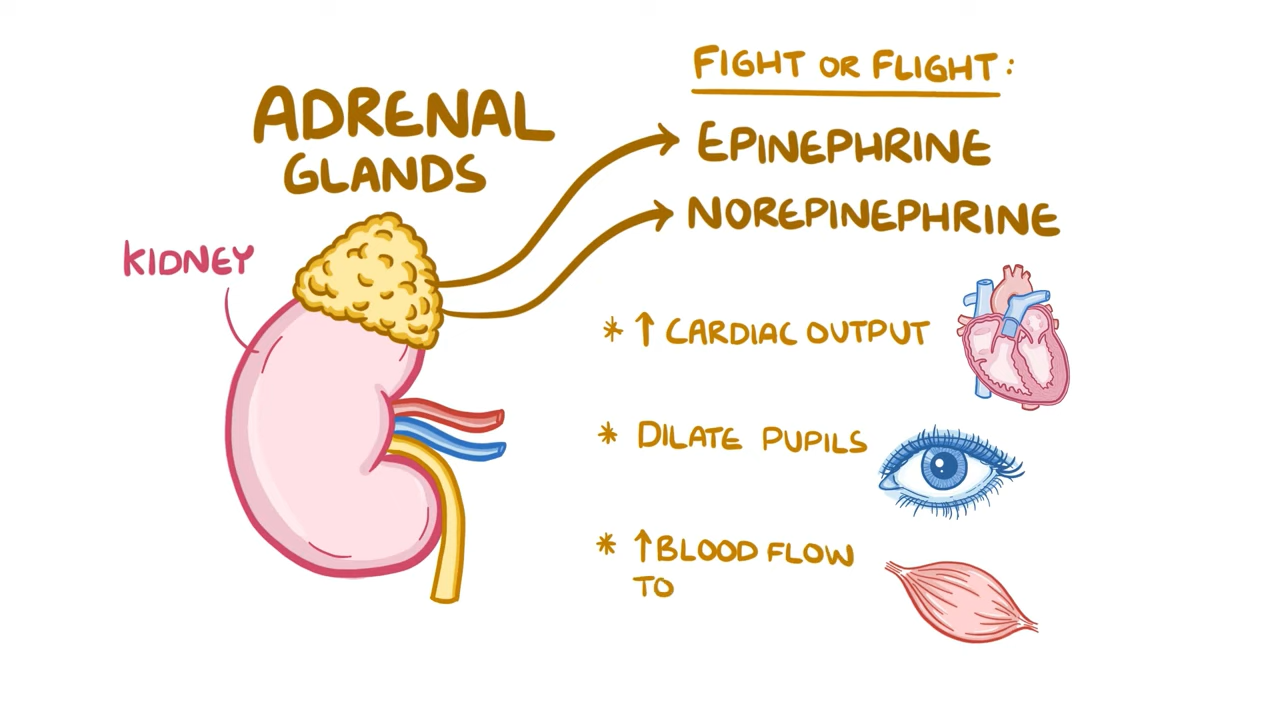 ADRENAL
GLANDS
KIDNEY
FIGHT OR FLIGHT:
EPINEPHRINE
NOREPINEPHRINE
* ↑ CARDIAC OUTPUT
* DILATE PUPILS
* ↑ BLOOD FLOW
TO